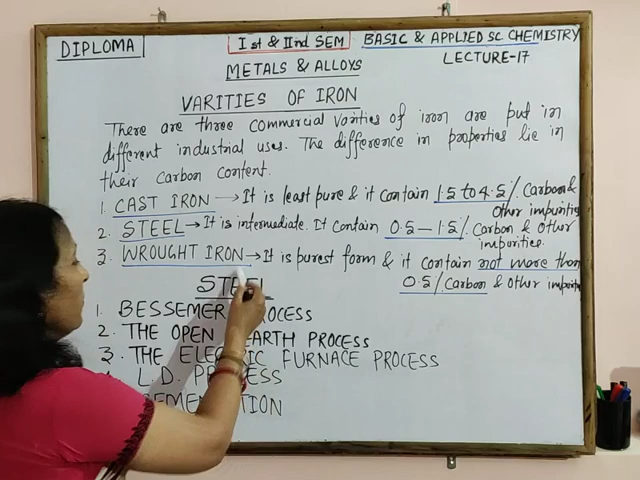 DIPLOMA
I st & IInd SEM
BASIC & APPLIED SC. CHEMISTRY
LECTURE-17
METALS & ALLOYS
VARITIES OF IRON
There are three commercial varities of iron are put in
different industrial uses. The difference in properties lie in
their carbon content.
1. CAST IRON → It is least pure & it contain 1.5 to 4.5% Carbon &
Other impurities
2. STEEL → It is intermediate. It contain 0.5-1.5% Carbon & other
impurities.
3. WROUGHT IRON → It is purest form & it contain not more than
0.5% Carbon & Other
STEEL
1. BESSEMER
2. THE OPEN
PROCESS
3. THE ELECTRIC FURNACE PROCESS
L.D. PROCESS